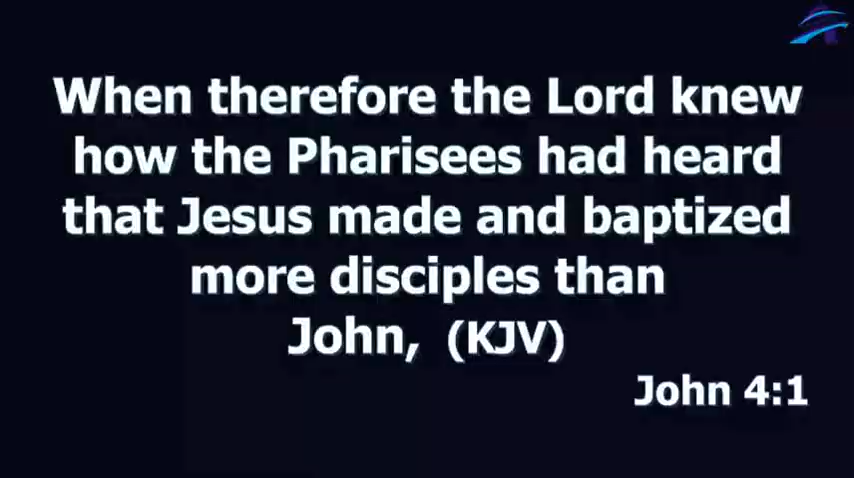 When therefore the Lord knew
how the Pharisees had heard
that Jesus made and baptized
more disciples than
John, (KJV)
John 4:1